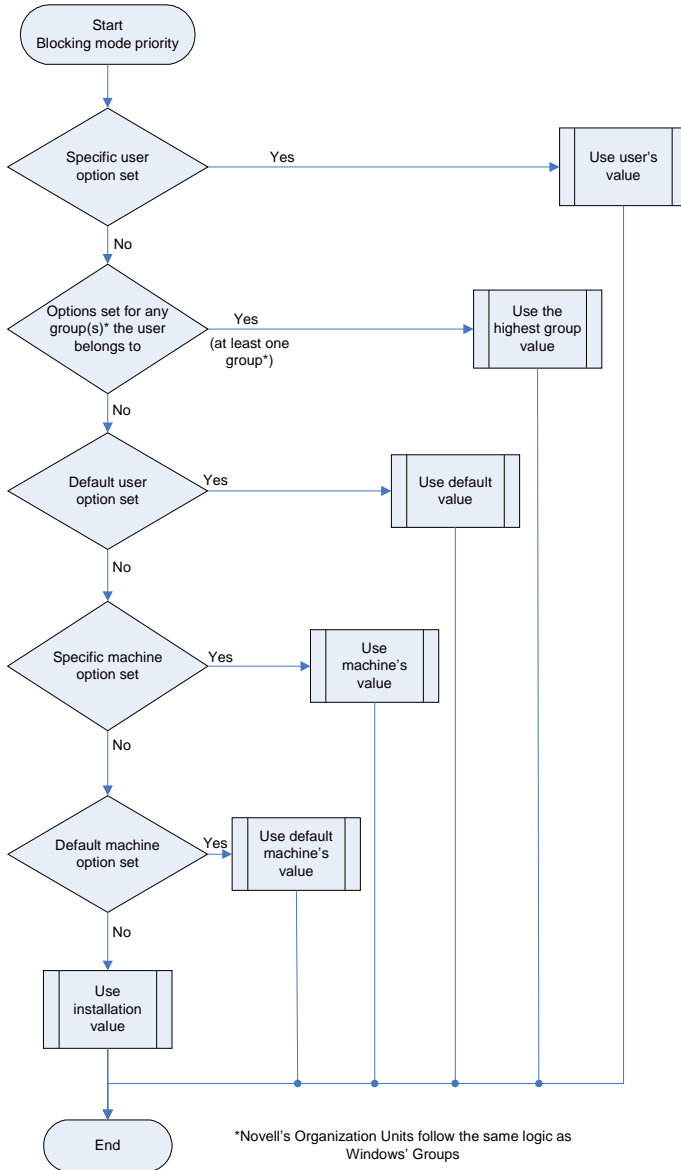 Start
Blocking mode priority
Specific user
option set
Yes
Use user's
value
No
Options set for any
group(s)* the user
belongs to
Yes
(at least one
group*)
Use the
highest group
value
No
Default user
option set
Yes
Use default
value
No
Specific machine
option set
Yes
Use
machine’s
value
No
Default machine
option set
Yes
Use default
machine’s
value
No
Use
installation
value
End
*Novell’s Organization Units follow the same logic as
Windows’ Groups